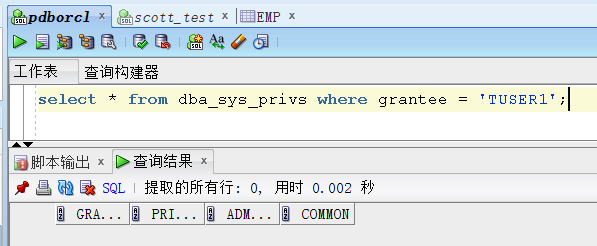 pdborcl scott_test EMP
工作表 查询构建器
select * from dba_sys_privs where grantee = 'TUSER1';
脚本输出 查询结果
SQL | 提取的所有行: 0, 用时 0.002 秒
GRA... PRI... ADM... COMMON